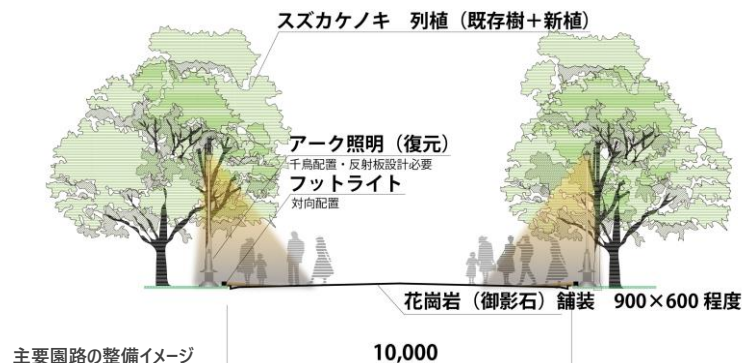 スズカケノキ 列植(既存樹+新植)
アーク照明(復元)
千鳥配置・反射板設計必要
フットライト
対向配置
花崗岩(御影石)舗装 900×600 程度
10,000
主要園路の整備イメージ